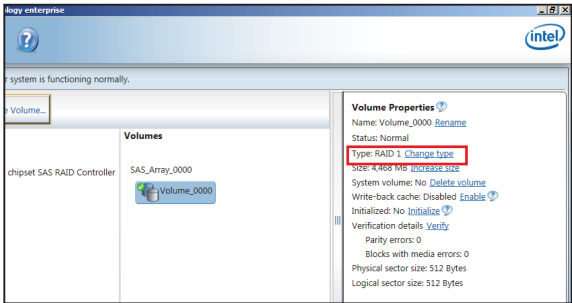 ology enterprise
?
intel
r system is functioning normally.
e Volume...
Volumes
chipset SAS RAID Controller
SAS_Array_0000
Volume_0000
Volume Properties ?
Name: Volume_0000 Rename
Status: Normal
Type: RAID 1 Change type
Size: 4,468 MB Increase size
System volume: No Delete volume
Write-back cache: Disabled Enable ?
Initialized: No Initialize ?
Verification details Verify
Parity errors: 0
Blocks with media errors: 0
Physical sector size: 512 Bytes
Logical sector size: 512 Bytes